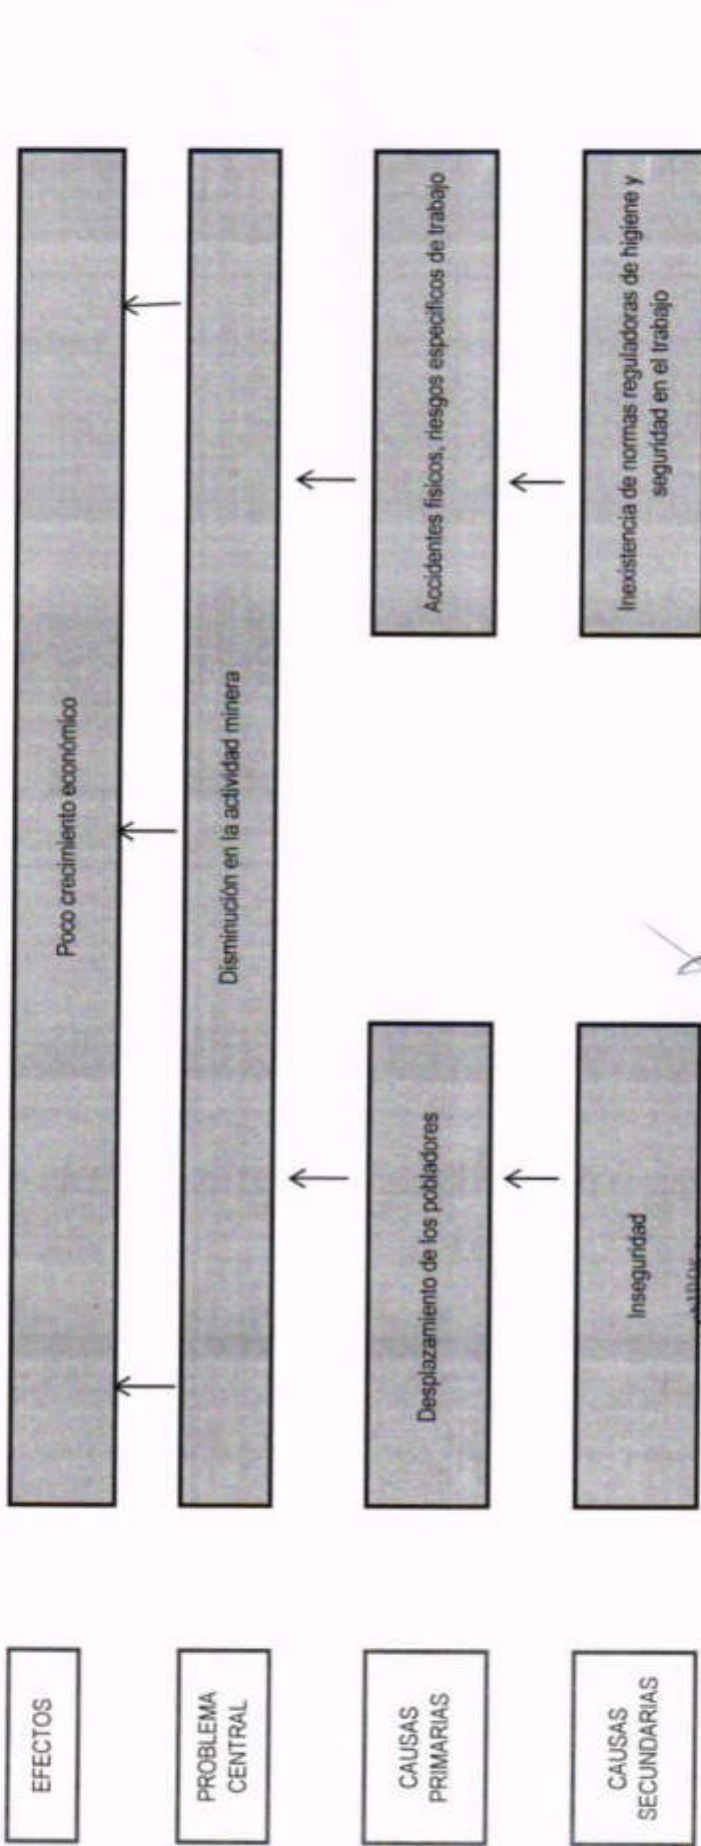 EFECTOS
Poco crecimiento económico
PROBLEMA
CENTRAL
Disminución en la actividad minera
CAUSAS
PRIMARIAS
Desplazamiento de los pobladores
Accidentes físicos, riesgos específicos de trabajo
CAUSAS
SECUNDARIAS
Inseguridad
Inexistencia de normas reguladoras de higiene y
seguridad en el trabajo